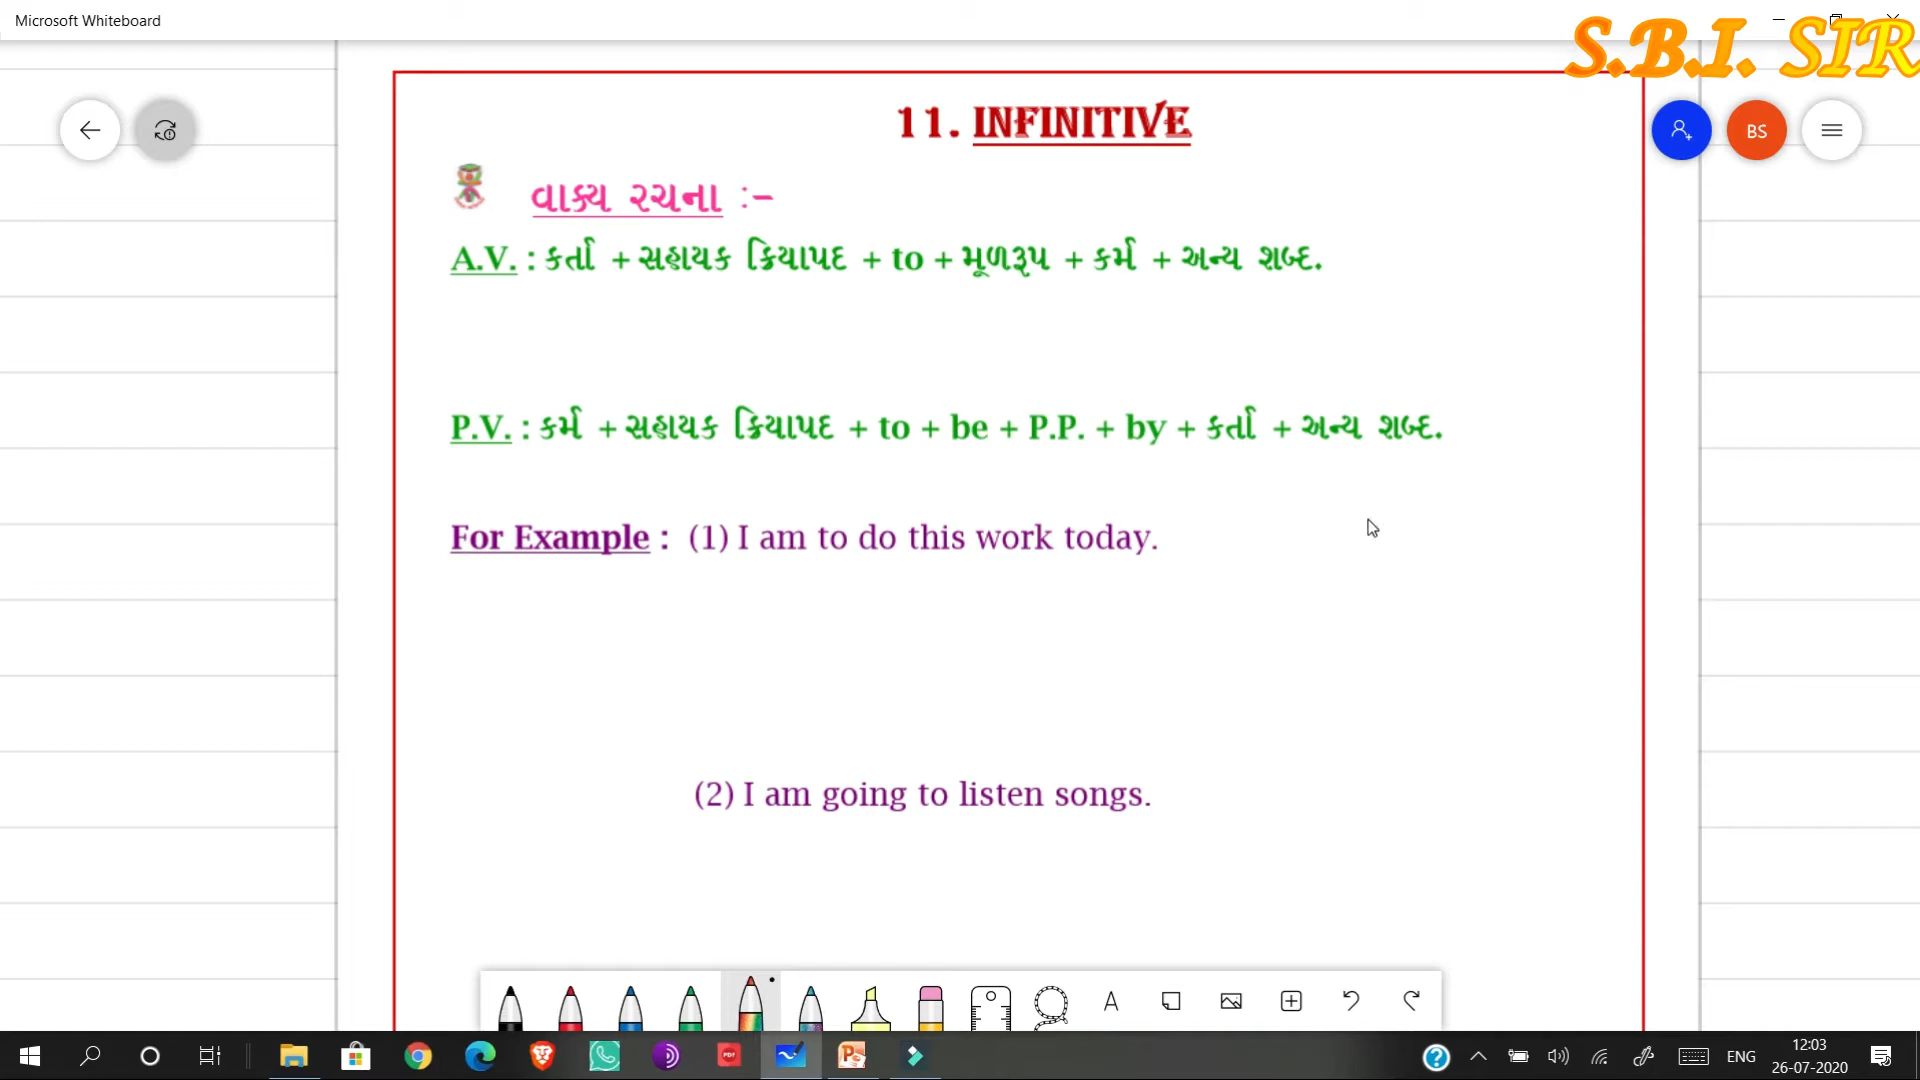 Microsoft Whiteboard
S.B.I. SIR
BS
11. INFINITIVE
વાક્ય રચના :-
A.V. : કર્તા + સહાયક ક્રિયાપદ + to + મૂળરૂપ + કર્મ + અન્ય શબ્દ.
P.V. : કર્મ + સહાયક ક્રિયાપદ + to + be + P.P. + by + કર્તા + અન્ય શબ્દ.
For Example : (1) I am to do this work today.
(2) I am going to listen songs.
ENG
12:03
26-07-2020